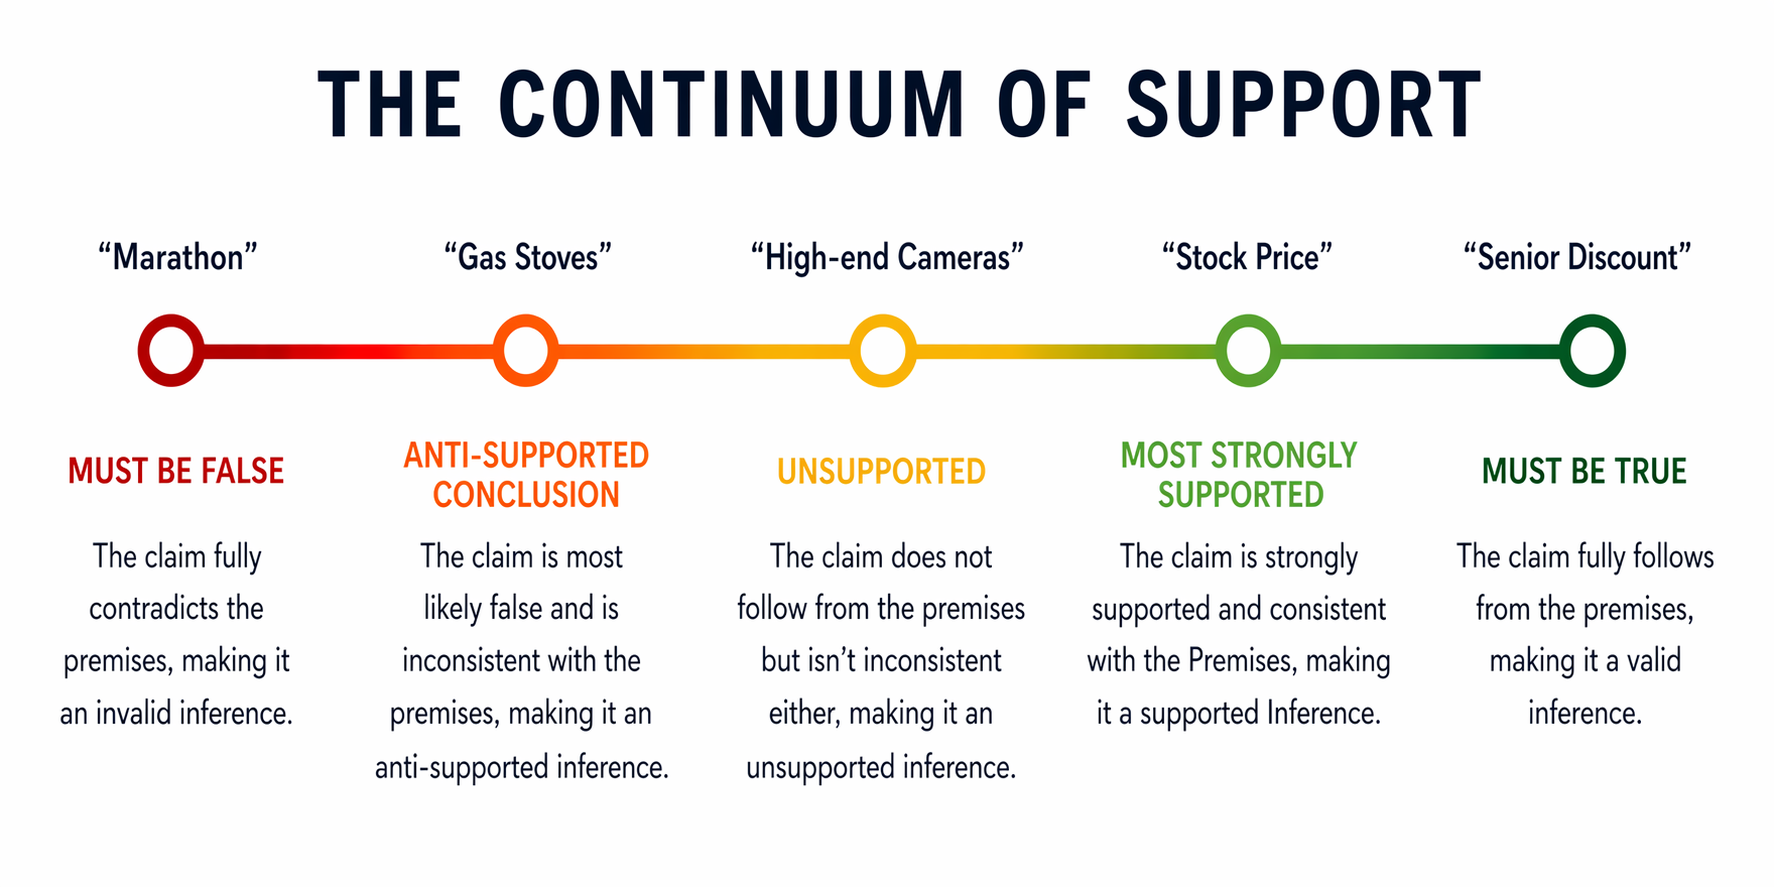 THE CONTINUUM OF SUPPORT
“Marathon”
“Gas Stoves”
“High-end Cameras”
“Stock Price”
“Senior Discount”
MUST BE FALSE
The claim fully
contradicts the
premises, making it
an invalid inference.
ANTI-SUPPORTED
CONCLUSION
The claim is most
likely false and is
inconsistent with the
premises, making it an
anti-supported inference.
UNSUPPORTED
The claim does not
follow from the premises
but isn’t inconsistent
either, making it an
unsupported inference.
MOST STRONGLY
SUPPORTED
The claim is strongly
supported and consistent
with the Premises, making
it a supported Inference.
MUST BE TRUE
The claim fully follows
from the premises,
making it a valid
inference.